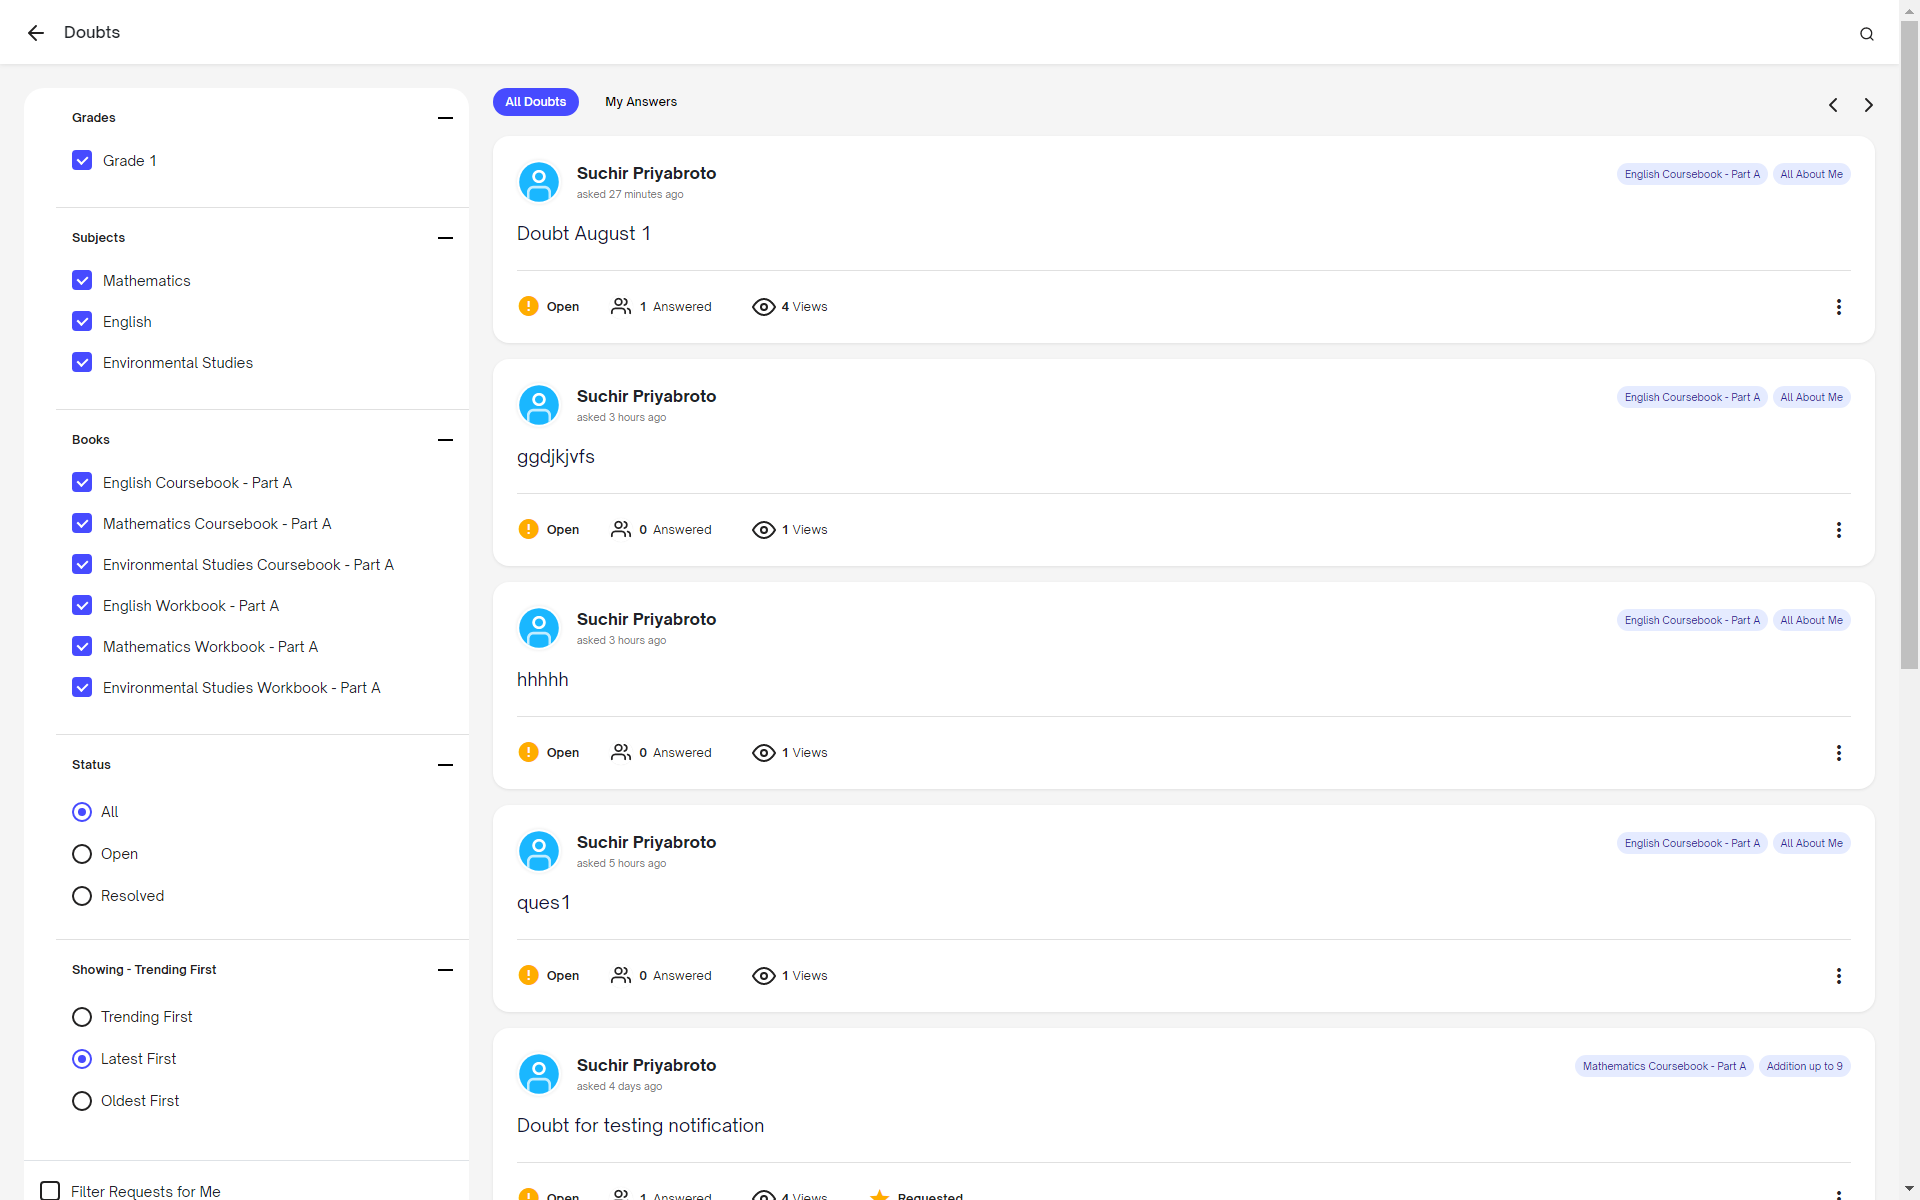 Doubts
Grades
Grade 1
Subjects
Mathematics
English
Environmental Studies
Books
English Coursebook - Part A
Mathematics Coursebook - Part A
Environmental Studies Coursebook - Part A
English Workbook - Part A
Mathematics Workbook - Part A
Environmental Studies Workbook - Part A
Status
All
Open
Resolved
Showing - Trending First
Trending First
Latest First
Oldest First
Filter Requests for Me
All Doubts My Answers
Suchir Priyabroto English Coursebook - Part A All About Me
asked 27 minutes ago
Doubt August 1
Open 1 Answered 4 Views
Suchir Priyabroto English Coursebook - Part A All About Me
asked 3 hours ago
ggdjkjvfs
Open 0 Answered 1 Views
Suchir Priyabroto English Coursebook - Part A All About Me
asked 3 hours ago
hhhhh
Open 0 Answered 1 Views
Suchir Priyabroto English Coursebook - Part A All About Me
asked 5 hours ago
ques1
Open 0 Answered 1 Views
Suchir Priyabroto Mathematics Coursebook - Part A Addition up to 9
asked 4 days ago
Doubt for testing notification
Open 1 Answered 4 Views Requested